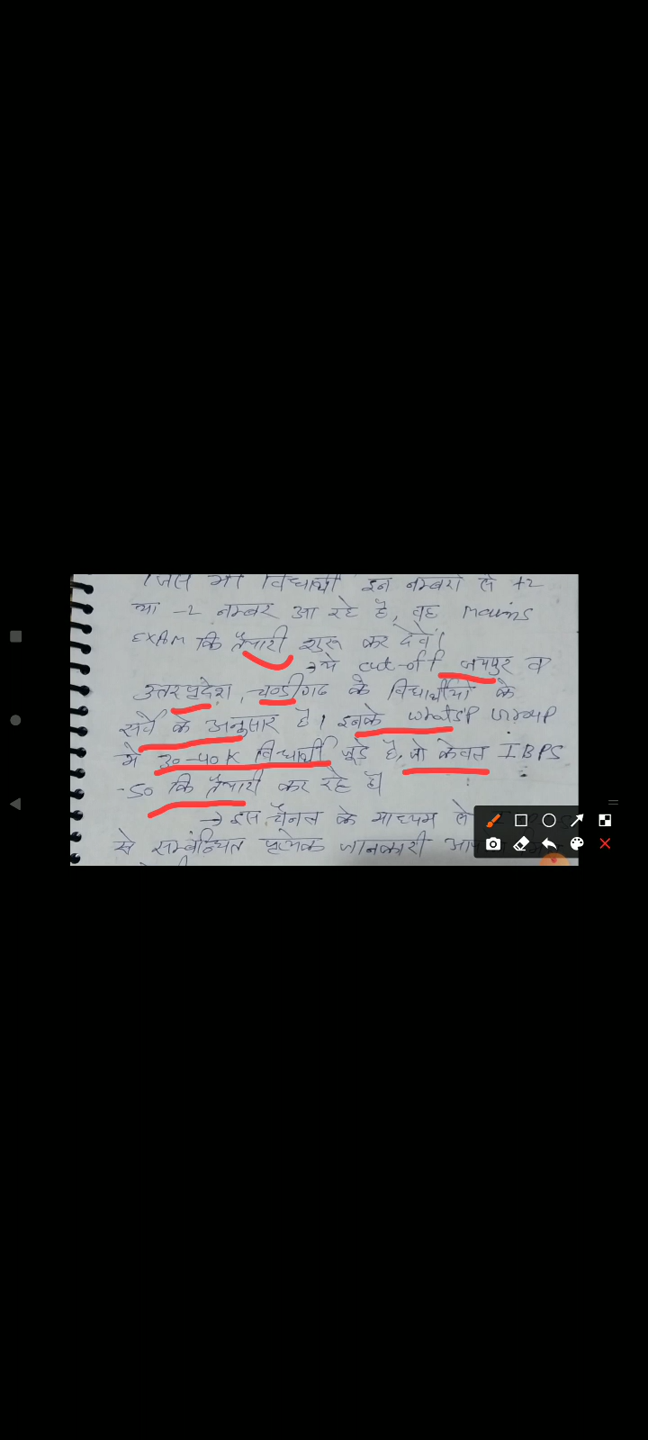 जिस भी विद्यार्थी इन नम्बरों से +2
या -2 नम्बर आ रहे है, वह Mains
EXAM कि तैयारी शुरू कर देवे।
→ ये cut-off जयपुर व
उत्तरप्रदेश, चण्डीगढ के विद्यार्थीयो के
सर्वे के अनुसार है। इनके
मे 30-40K विद्यार्थी जूडे है, जो केवल IBPS
-SO कि तैयारी कर रहे है।
→ इस चैनल के माध्यम से
से सम्बन्धित प्रत्येक जानकारी